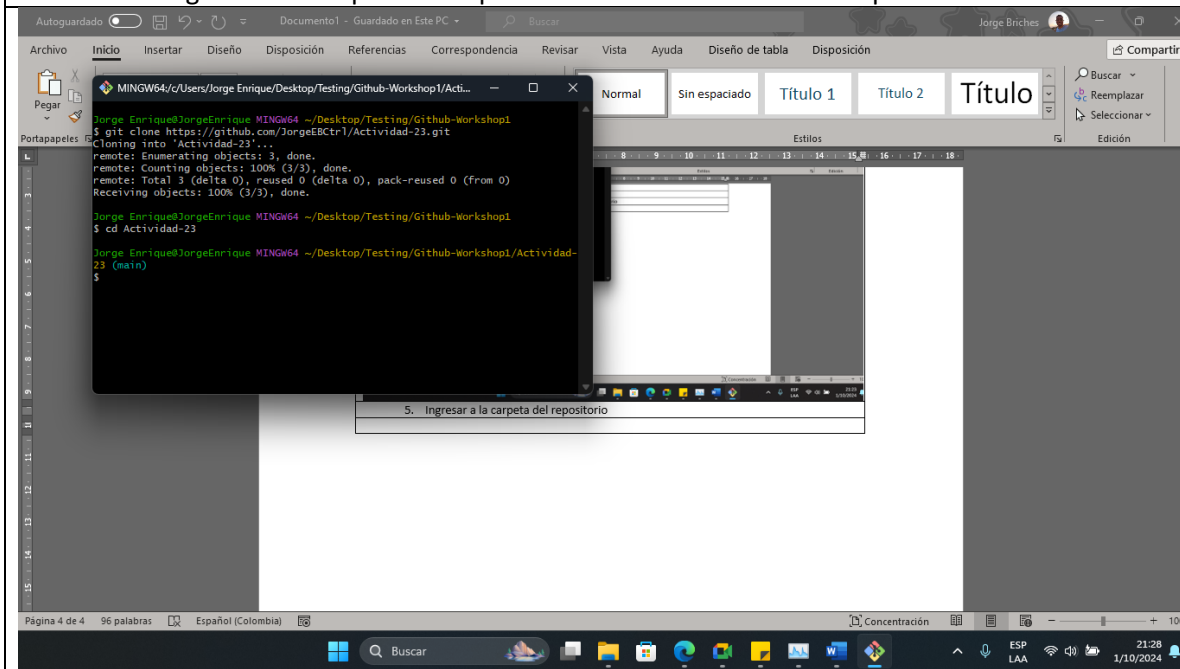 Autoguardado
Documento1 - Guardado en Este PC
Buscar
Jorge Briches
Archivo Inicio Insertar Diseño Disposición Referencias Correspondencia Revisar Vista Ayuda Diseño de tabla Disposición
Compartir
Pegar
Portapapeles
Normal
Sin espaciado
Título 1
Título 2
Título
Estilos
Buscar
Reemplazar
Seleccionar
Edición
MINGW64:/c/Users/Jorge Enrique/Desktop/Testing/Github-Workshop1/Acti...
Jorge Enrique@JorgeEnrique MINGW64 ~/Desktop/Testing/Github-Workshop1
$ git clone https://github.com/JorgeEBCtrl/Actividad-23.git
Cloning into 'Actividad-23'...
remote: Enumerating objects: 3, done.
remote: Counting objects: 100% (3/3), done.
remote: Total 3 (delta 0), reused 0 (delta 0), pack-reused 0 (from 0)
Receiving objects: 100% (3/3), done.
Jorge Enrique@JorgeEnrique MINGW64 ~/Desktop/Testing/Github-Workshop1
$ cd Actividad-23
Jorge Enrique@JorgeEnrique MINGW64 ~/Desktop/Testing/Github-Workshop1/Actividad-
23 (main)
$
5. Ingresar a la carpeta del repositorio
Página 4 de 4 96 palabras Español (Colombia)
Concentración
Buscar
ESP
LAA
21:28
1/10/2024